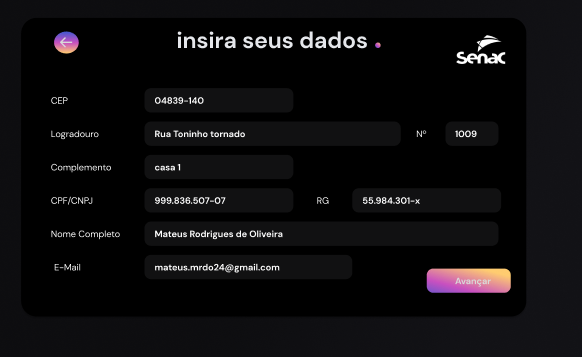 insira seus dados .
Senac
CEP 04839-140
Logradouro Rua Toninho tornado Nº 1009
Complemento casa 1
CPF/CNPJ 999.836.507-07 RG 55.984.301-x
Nome Completo Mateus Rodrigues de Oliveira
E-Mail mateus.mrdo24@gmail.com
Avançar